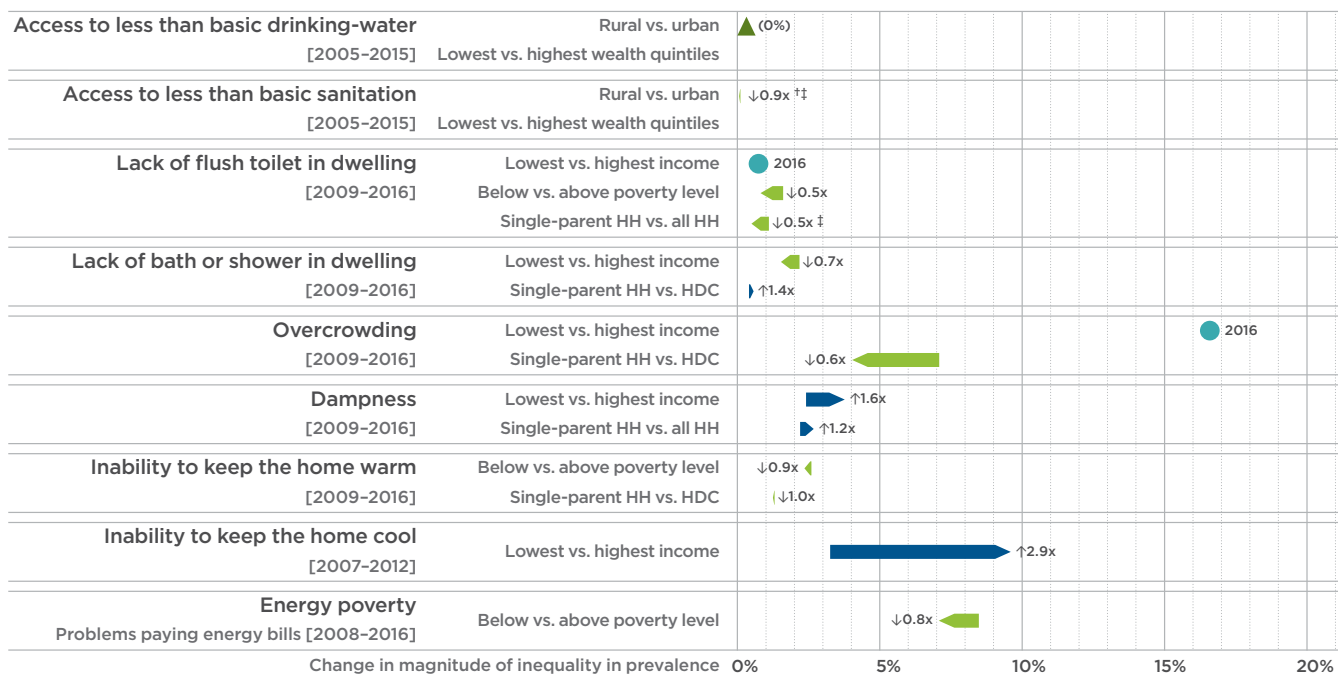 Access to less than basic drinking-water Rural vs. urban (0%)
[2005–2015] Lowest vs. highest wealth quintiles
Access to less than basic sanitation Rural vs. urban ↓0.9x †‡
[2005–2015] Lowest vs. highest wealth quintiles
Lack of flush toilet in dwelling Lowest vs. highest income 2016
[2009–2016] Below vs. above poverty level ↓0.5x
Single-parent HH vs. all HH ↓0.5x ‡
Lack of bath or shower in dwelling Lowest vs. highest income ↓0.7x
[2009–2016] Single-parent HH vs. HDC ↑1.4x
Overcrowding Lowest vs. highest income 2016
[2009–2016] Single-parent HH vs. HDC ↓0.6x
Dampness Lowest vs. highest income ↑1.6x
[2009–2016] Single-parent HH vs. all HH ↑1.2x
Inability to keep the home warm Below vs. above poverty level ↓0.9x
[2009–2016] Single-parent HH vs. HDC ↓1.0x
Inability to keep the home cool
[2007–2012] Lowest vs. highest income ↑2.9x
Energy poverty
Problems paying energy bills [2008–2016] Below vs. above poverty level ↓0.8x
Change in magnitude of inequality in prevalence 0% 5% 10% 15% 20%